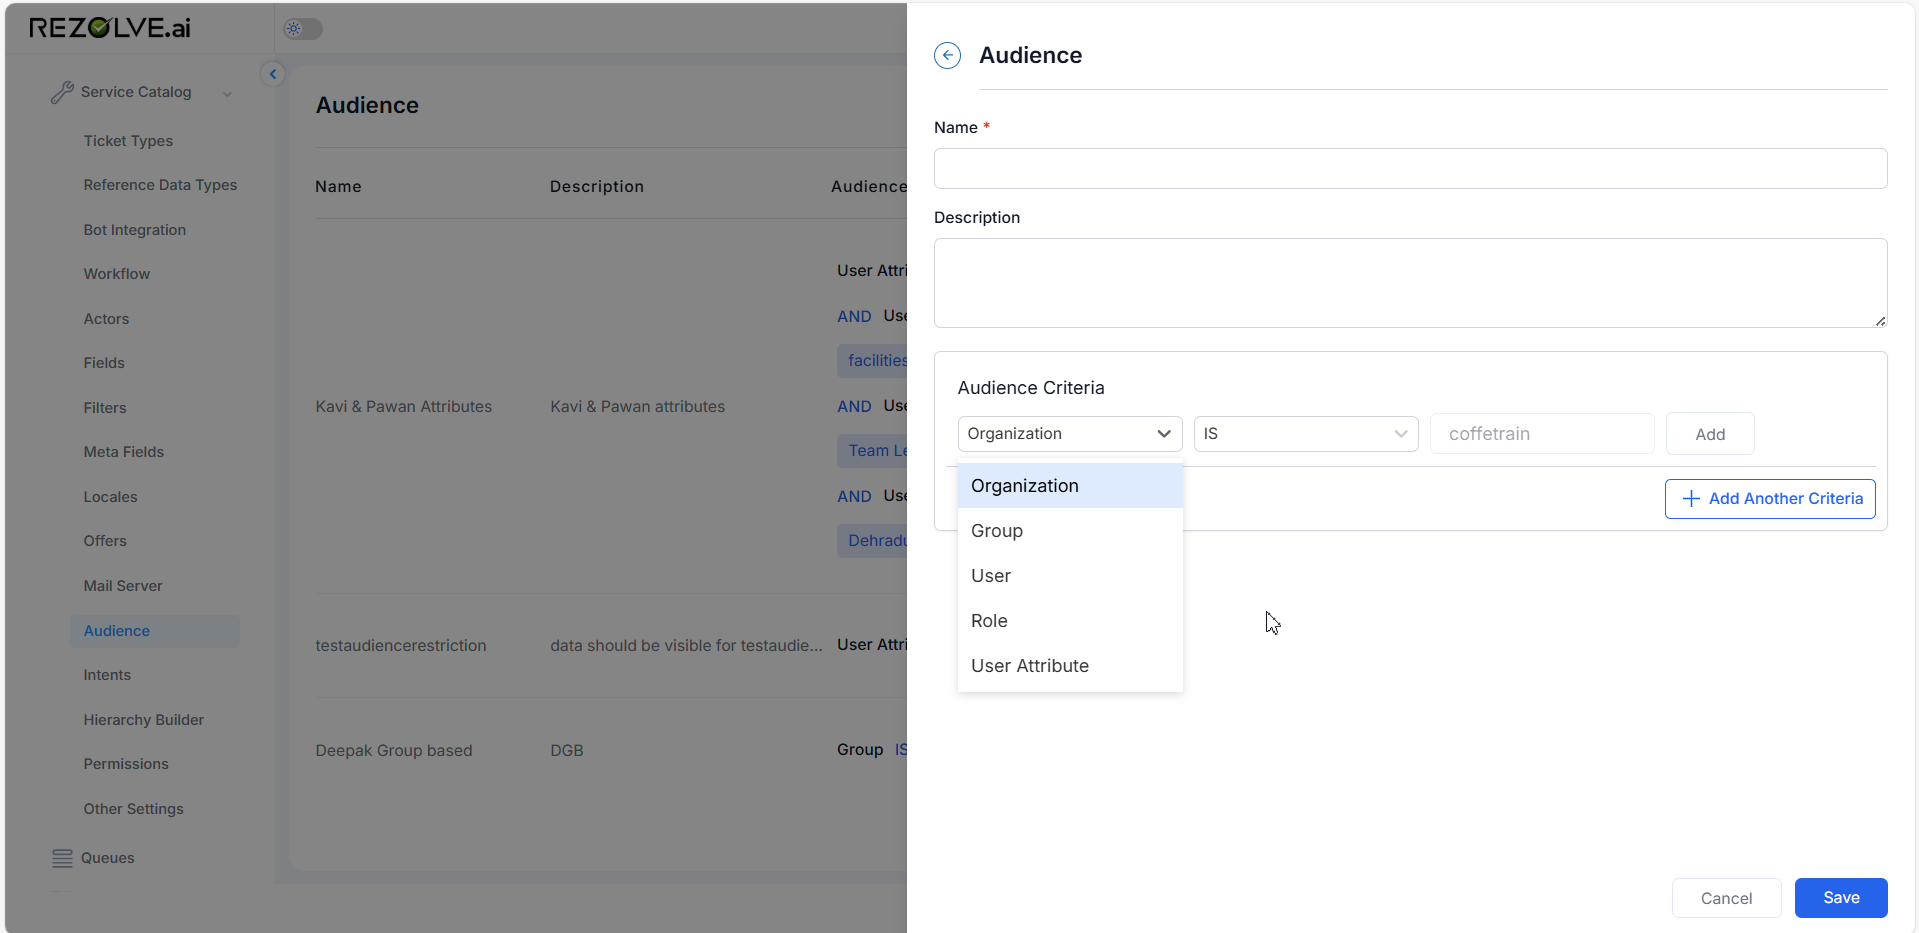 REZOLVE.ai
Service Catalog
Ticket Types
Reference Data Types
Bot Integration
Workflow
Actors
Fields
Filters
Meta Fields
Locales
Offers
Mail Server
Audience
Intents
Hierarchy Builder
Permissions
Other Settings
Queues
Audience
Name Description Audience
User Attri
AND Use
facilities
Kavi & Pawan Attributes Kavi & Pawan attributes AND Use
Team Le
AND Use
Dehradu
testaudiencerestriction data should be visible for testaudie... User Attri
Deepak Group based DGB Group IS
Audience
Name *
Description
Audience Criteria
Organization IS coffetrain Add
Organization
Group
User
Role
User Attribute
Add Another Criteria
Cancel Save